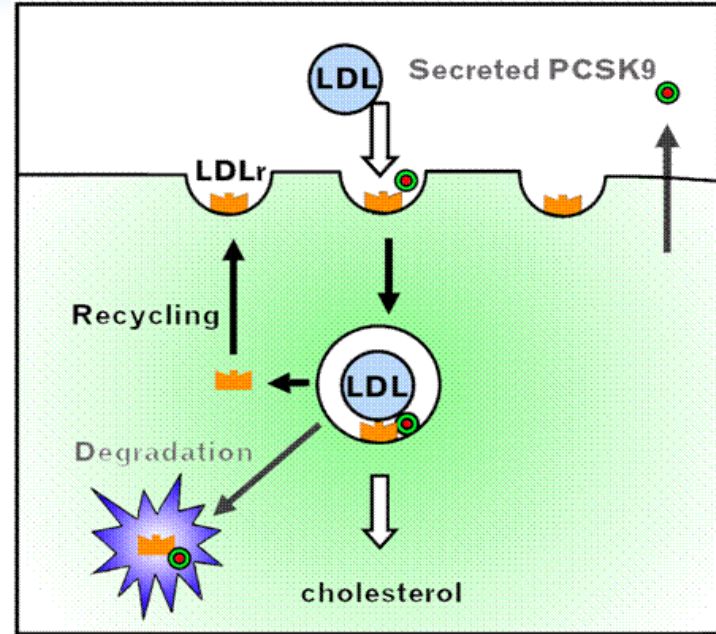 LDL
Secreted PCSK9
LDLr
Recycling
LDL
Degradation
cholesterol